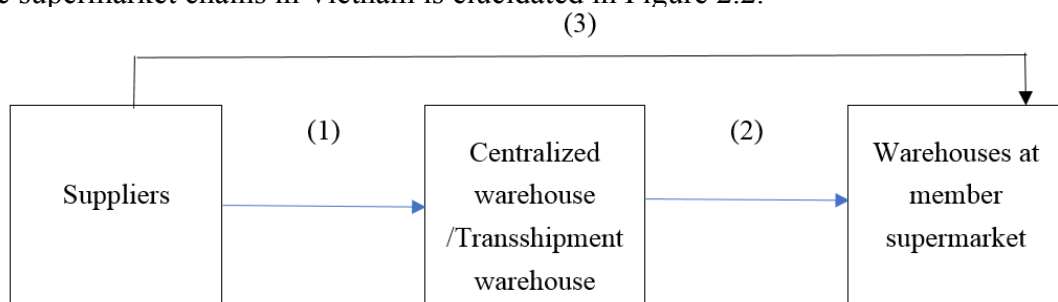 supermarket chains in Vietnam is elucidated in Figure 2.2.
(3)
(1)
(2)
Suppliers
Centralized
warehouse
/Transshipment
warehouse
Warehouses at
member
supermarket